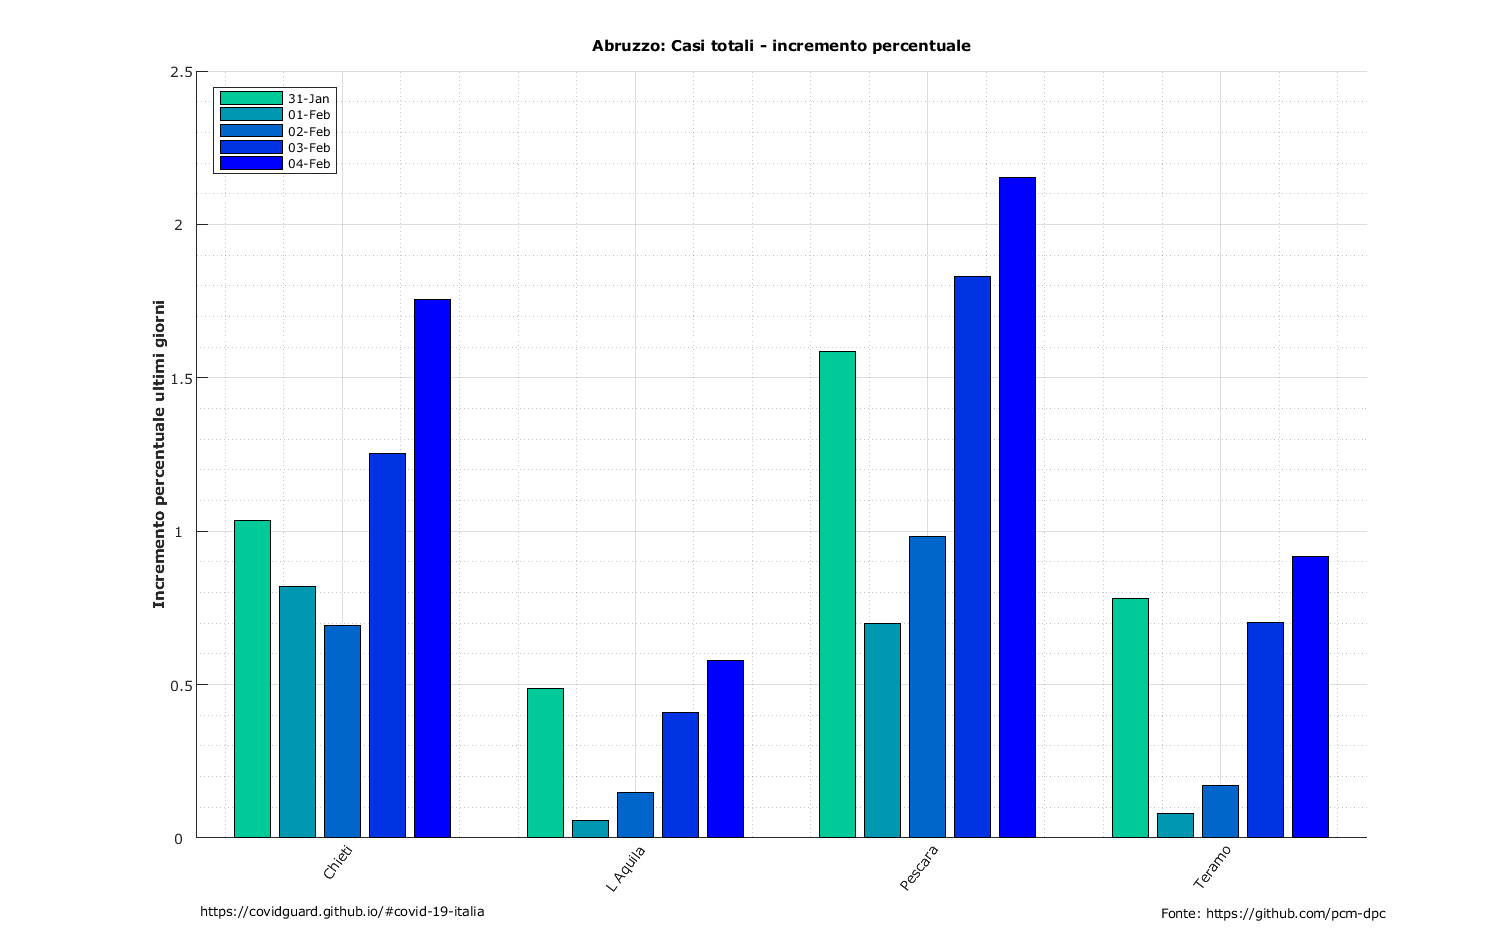 Abruzzo: Casi totali - incremento percentuale
2.5
31-Jan
01-Feb
02-Feb
03-Feb
04-Feb
2
1.5
1
0.5
0
Incremento percentuale ultimi giorni
Chieti
L Aquila
Pescara
Teramo
https://covidguard.github.io/#covid-19-italia
Fonte: https://github.com/pcm-dpc